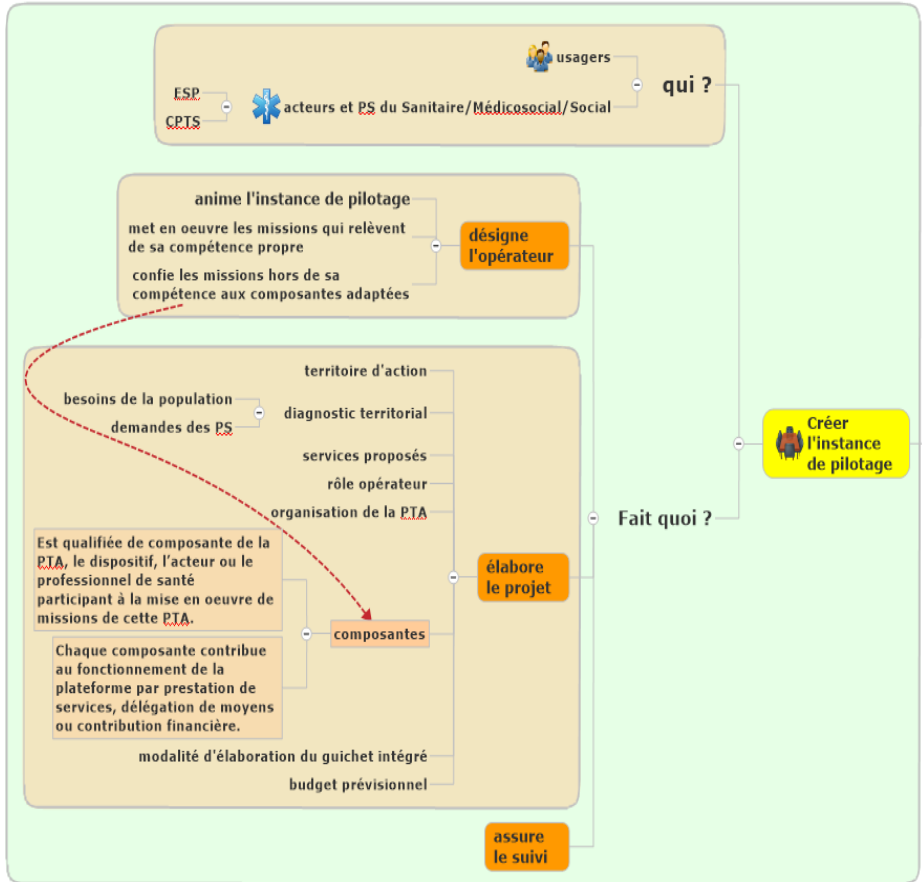 usagers
qui ?
ESP
acteurs et PS du Sanitaire/Médicosocial/Social
CPTS
anime l'instance de pilotage
met en oeuvre les missions qui relèvent
de sa compétence propre
confie les missions hors de sa
compétence aux composantes adaptées
désigne
l'opérateur
territoire d'action
besoins de la population
diagnostic territorial
demandes des PS
services proposés
rôle opérateur
organisation de la PTA
Créer
l'instance
de pilotage
Fait quoi ?
élabore
le projet
Est qualifiée de composante de la
PTA, le dispositif, l'acteur ou le
professionnel de santé
participant à la mise en oeuvre de
missions de cette PTA.
composantes
Chaque composante contribue
au fonctionnement de la
plateforme par prestation de
services, délégation de moyens
ou contribution financière.
modalité d'élaboration du guichet intégré
budget prévisionnel
assure
le suivi